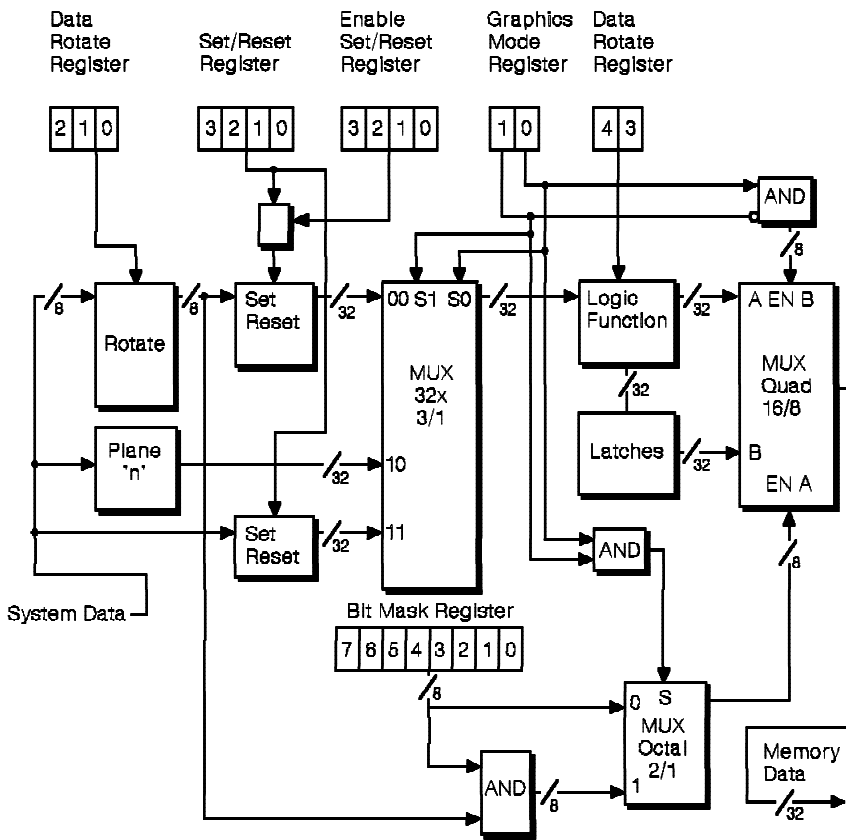 Data
Rotate
Register
Set/Reset
Register
Enable
Set/Reset
Register
Graphics
Mode
Register
Data
Rotate
Register
2 1 0
3 2 1 0
3 2 1 0
1 0
4 3
AND
8
8
Rotate
8
Set
Reset
32
00 S1 S0
MUX
32x
3/1
10
11
32
Logic
Function
32
A EN B
MUX
Quad
16/8
B
EN A
32
Plane
'n'
32
Latches
32
Set
Reset
32
AND
8
System Data
Bit Mask Register
7 6 5 4 3 2 1 0
8
0 S
MUX
Octal
2/1
1
AND
8
Memory
Data
32